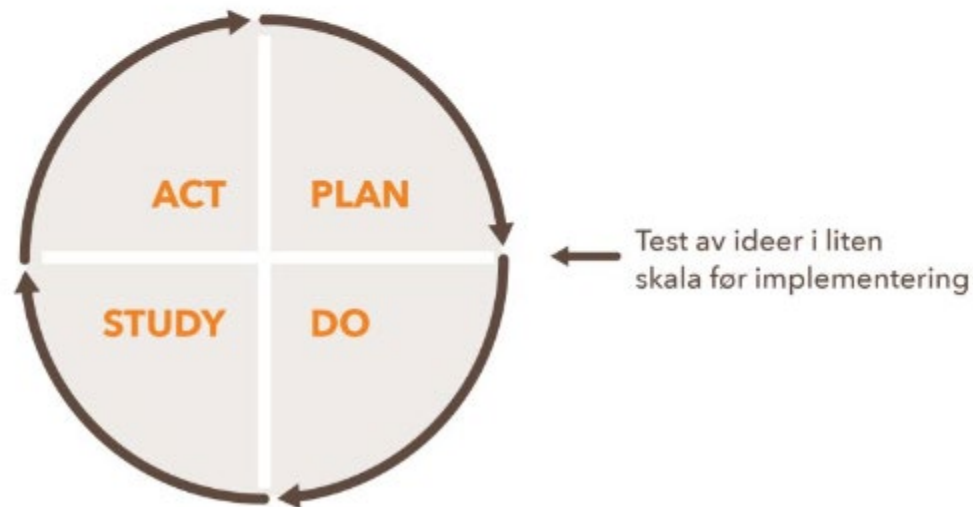 ACT
PLAN
STUDY
DO
Test av ideer i liten
skala før implementering